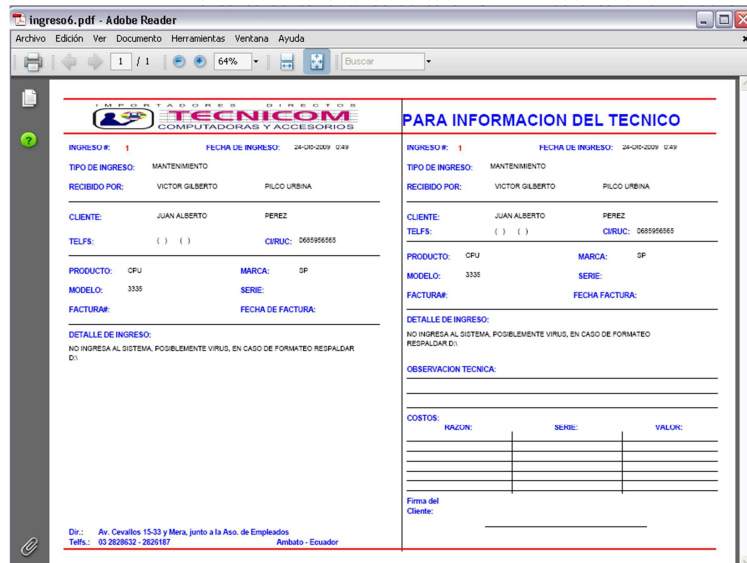 ingreso6.pdf - Adobe Reader
Archivo Edición Ver Documento Herramientas Ventana Ayuda
1 / 1 64% Buscar
IMPORTADORES DIRECTOS
TECNICOM
COMPUTADORAS Y ACCESORIOS
INGRESO #: 1 FECHA DE INGRESO: 24-DIC-2009 0:49
TIPO DE INGRESO: MANTENIMIENTO
RECIBIDO POR: VICTOR GILBERTO PILCO URBINA
CLIENTE: JUAN ALBERTO PEREZ
TELFS: ( ) ( ) CI/RUC: 0685956565
PRODUCTO: CPU MARCA: SP
MODELO: 3335 SERIE:
FACTURA#: FECHA DE FACTURA:
DETALLE DE INGRESO:
NO INGRESA AL SISTEMA, POSIBLEMENTE VIRUS, EN CASO DE FORMATEO RESPALDAR
D:\
Dir.: Av. Cevallos 15-33 y Mera, junto a la Aso. de Empleados
Telfs.: 03 2828632 - 2826187 Ambato - Ecuador
PARA INFORMACION DEL TECNICO
INGRESO #: 1 FECHA DE INGRESO: 24-DIC-2009 0:49
TIPO DE INGRESO: MANTENIMIENTO
RECIBIDO POR: VICTOR GILBERTO PILCO URBINA
CLIENTE: JUAN ALBERTO PEREZ
TELFS: ( ) ( ) CI/RUC: 0685956565
PRODUCTO: CPU MARCA: SP
MODELO: 3335 SERIE:
FACTURA#: FECHA FACTURA:
DETALLE DE INGRESO:
NO INGRESA AL SISTEMA, POSIBLEMENTE VIRUS, EN CASO DE FORMATEO
RESPALDAR D:\
OBSERVACION TECNICA:
COSTOS:
RAZON: SERIE: VALOR:
Firma del
Cliente: